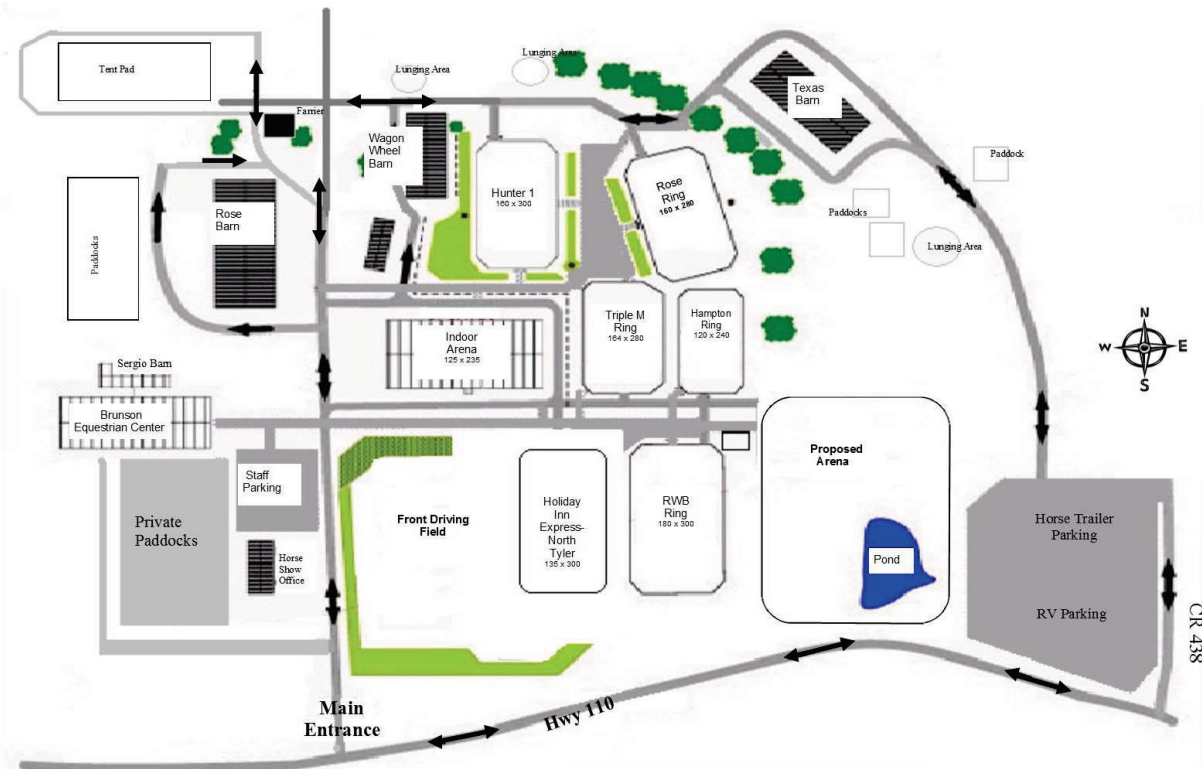 Tent Pad
Lunging Area
Lunging Area
Farrier
Texas
Barn
Wagon
Wheel
Barn
Hunter 1
160 x 300
Rose
Ring
160 x 280
Paddock
Paddocks
Lunging Area
Rose
Barn
Paddocks
Triple M
Ring
164 x 280
Hampton
Ring
120 x 240
Indoor
Arena
125 x 235
N
W
E
S
Sergio Barn
Brunson
Equestrian Center
Proposed
Arena
Staff
Parking
Front Driving
Field
Holiday
Inn
Express-
North
Tyler
135 x 300
RWB
Ring
180 x 300
Private
Paddocks
Horse Trailer
Parking
Horse
Show
Office
Pond
RV Parking
CR 438
Main
Entrance
Hwy 110